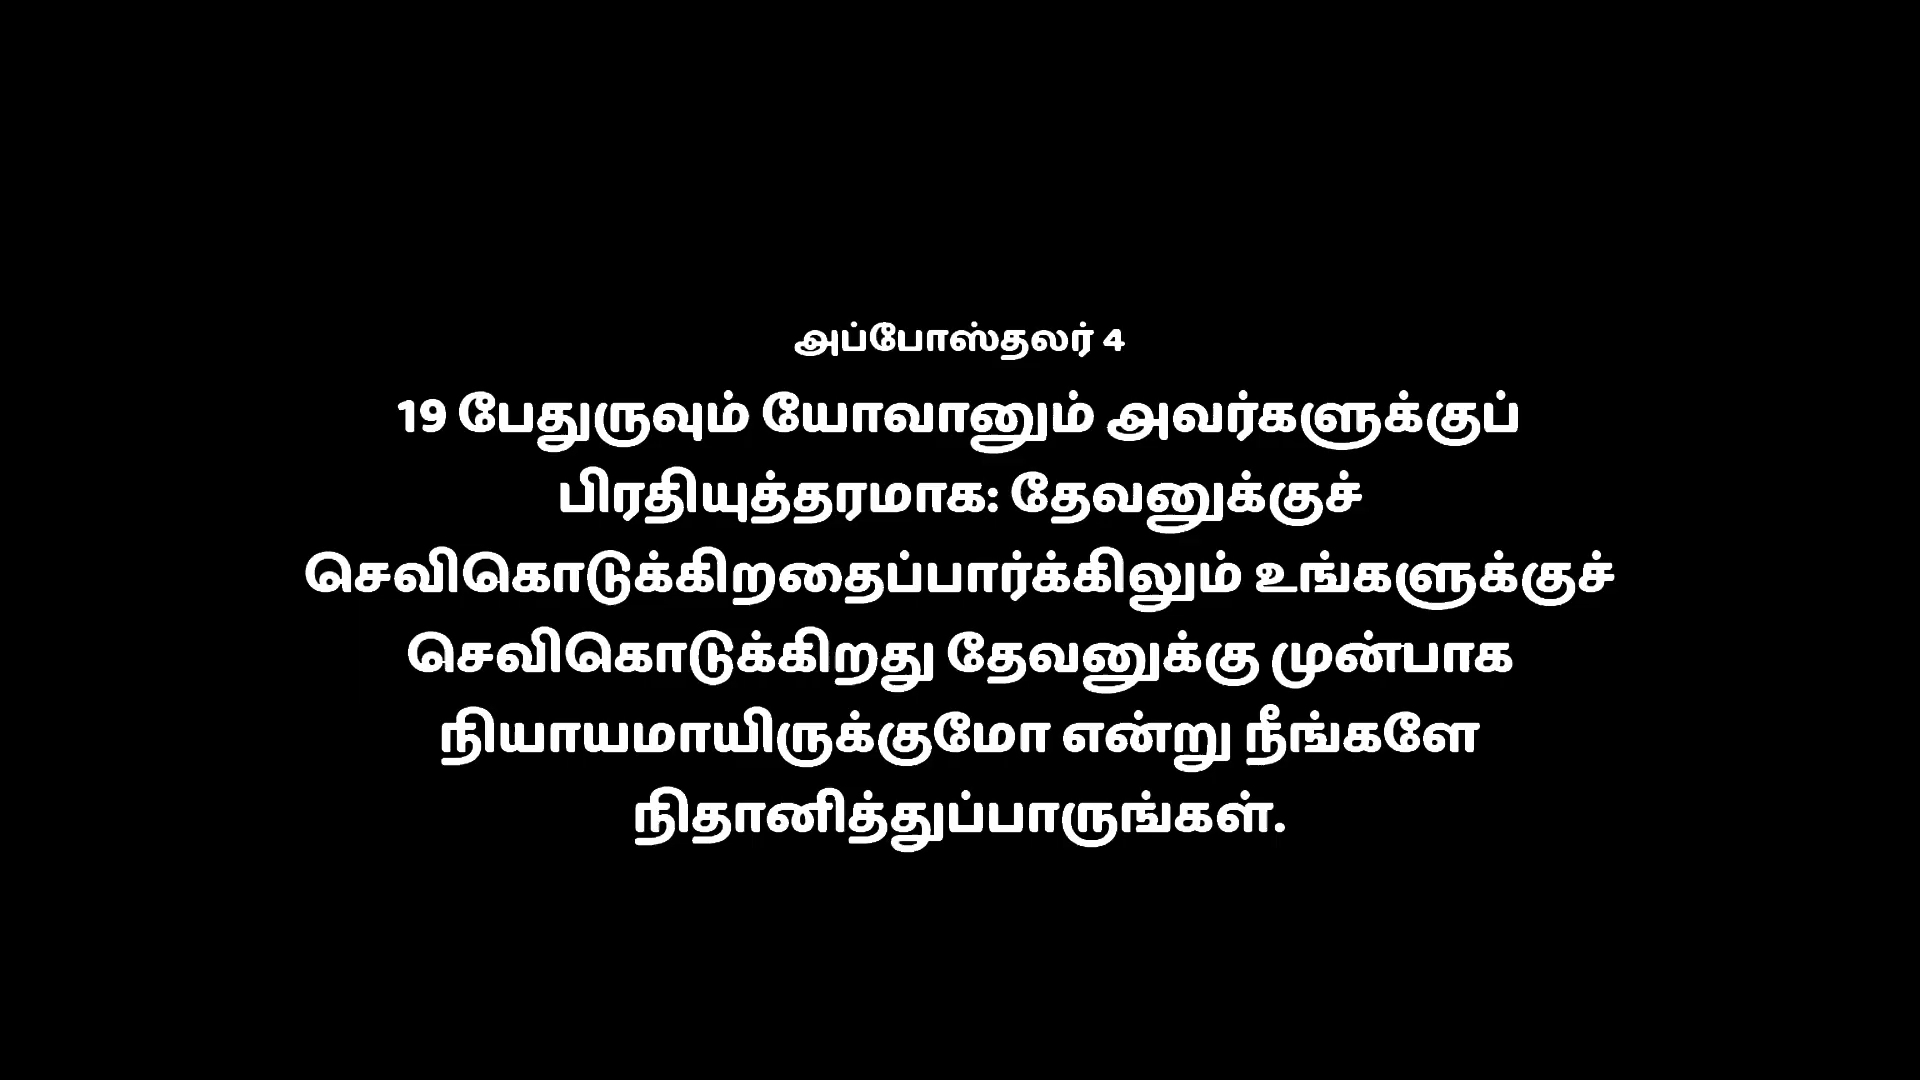 அப்போஸ்தலர் 4
19 பேதுருவும் யோவானும் அவர்களுக்குப்
பிரதியுத்தரமாக: தேவனுக்குச்
செவிகொடுக்கிறதைப்பார்க்கிலும் உங்களுக்குச்
செவிகொடுக்கிறது தேவனுக்கு முன்பாக
நியாயமாயிருக்குமோ என்று நீங்களே
நிதானித்துப்பாருங்கள்.